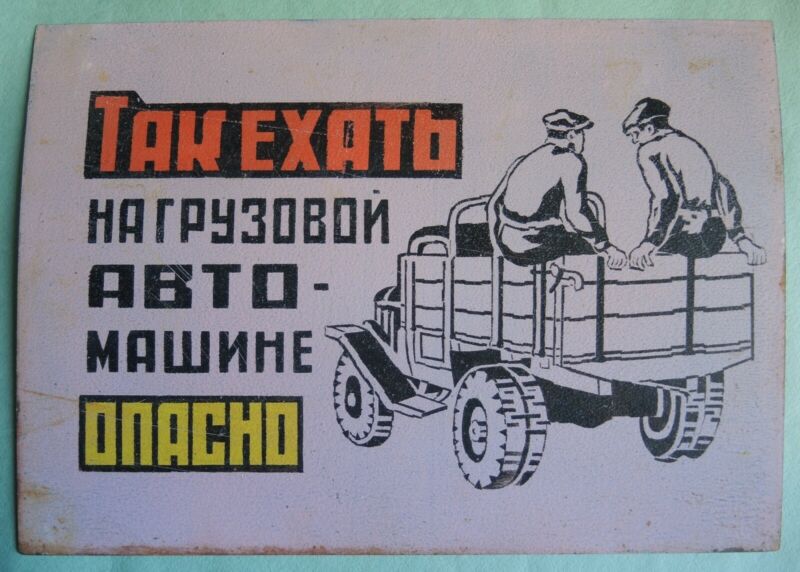 ТАК ЕХАТЬ
НА ГРУЗОВОЙ
АВТО-
МАШИНЕ
ОПАСНО